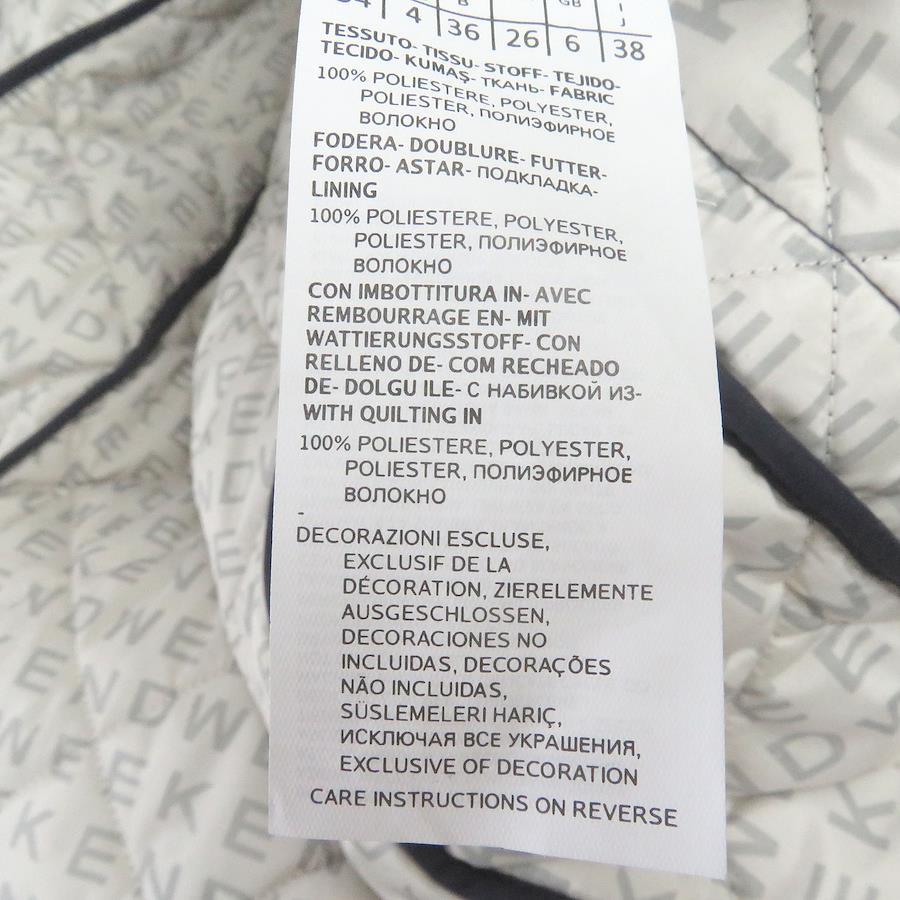 4 36 26 6 38
TESSUTO- TISSU- STOFF- TEJIDO-
TECIDO- KUMAŞ- ТКАНЬ- FABRIC
100% POLIESTERE, POLYESTER,
POLIESTER, ПОЛИЭФИРНОЕ
ВОЛОКНО
FODERA- DOUBLURE- FUTTER-
FORRO- ASTAR- ПОДКЛАДКА-
LINING
100% POLIESTERE, POLYESTER,
POLIESTER, ПОЛИЭФИРНОЕ
ВОЛОКНО
CON IMBOTTITURA IN- AVEC
REMBOURRAGE EN- MIT
WATTIERUNGSSTOFF- CON
RELLENO DE- COM RECHEADO
DE- DOLGU ILE- С НАБИВКОЙ ИЗ-
WITH QUILTING IN
100% POLIESTERE, POLYESTER,
POLIESTER, ПОЛИЭФИРНОЕ
ВОЛОКНО
-
DECORAZIONI ESCLUSE,
EXCLUSIF DE LA
DÉCORATION, ZIERELEMENTE
AUSGESCHLOSSEN,
DECORACIONES NO
INCLUIDAS, DECORAÇÕES
NÃO INCLUIDAS,
SÜSLEMELERI HARIÇ,
ИСКЛЮЧАЯ ВСЕ УКРАШЕНИЯ,
EXCLUSIVE OF DECORATION
CARE INSTRUCTIONS ON REVERSE